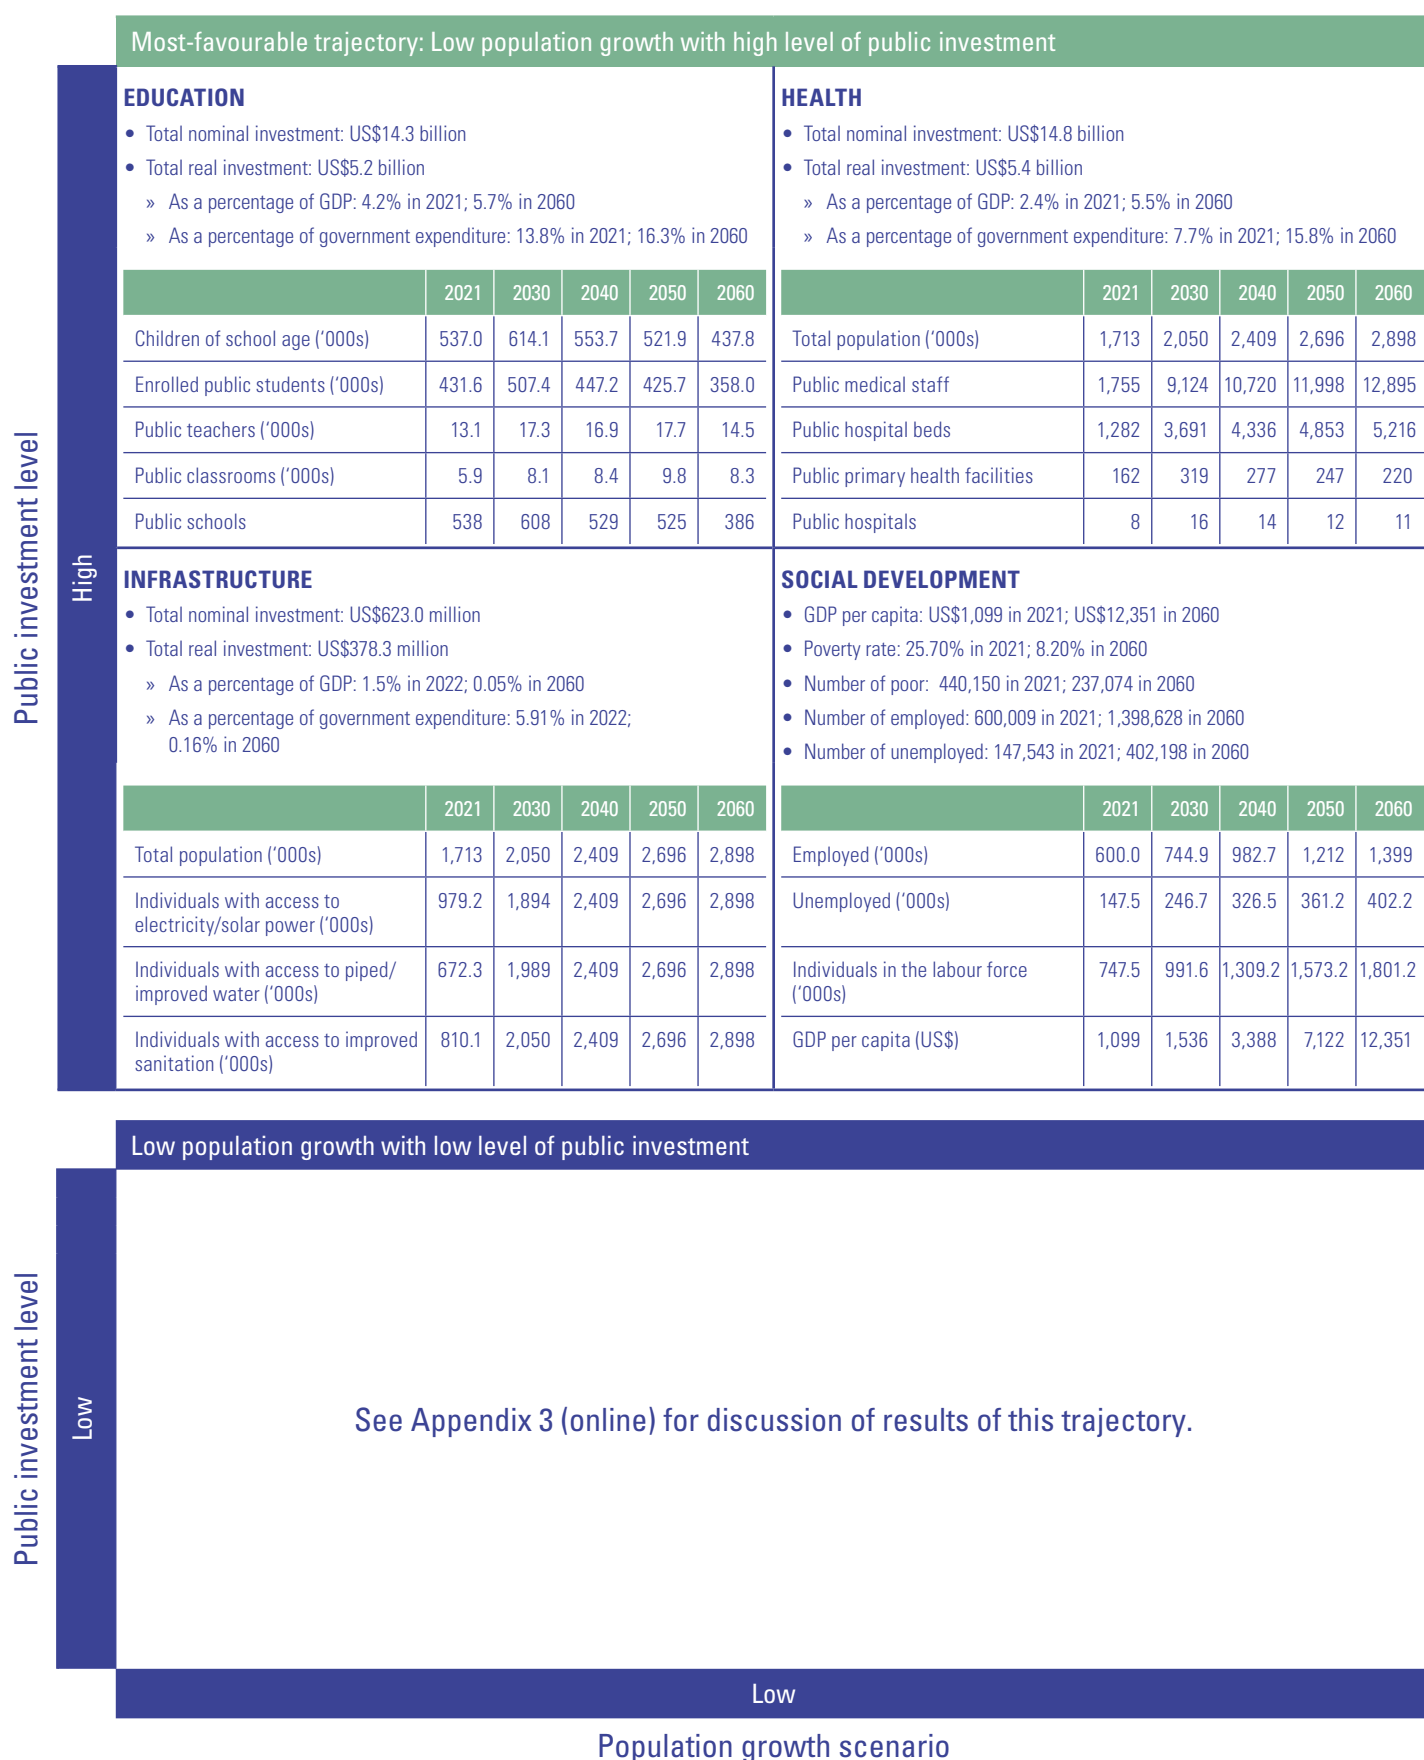 Most-favourable trajectory: Low population growth with high level of public investment
Public investment level
High
EDUCATION
• Total nominal investment: US$14.3 billion
• Total real investment: US$5.2 billion
» As a percentage of GDP: 4.2% in 2021; 5.7% in 2060
» As a percentage of government expenditure: 13.8% in 2021; 16.3% in 2060
2021 2030 2040 2050 2060
Children of school age (‘000s) 537.0 614.1 553.7 521.9 437.8
Enrolled public students (‘000s) 431.6 507.4 447.2 425.7 358.0
Public teachers (‘000s) 13.1 17.3 16.9 17.7 14.5
Public classrooms (‘000s) 5.9 8.1 8.4 9.8 8.3
Public schools 538 608 529 525 386
HEALTH
• Total nominal investment: US$14.8 billion
• Total real investment: US$5.4 billion
» As a percentage of GDP: 2.4% in 2021; 5.5% in 2060
» As a percentage of government expenditure: 7.7% in 2021; 15.8% in 2060
2021 2030 2040 2050 2060
Total population (‘000s) 1,713 2,050 2,409 2,696 2,898
Public medical staff 1,755 9,124 10,720 11,998 12,895
Public hospital beds 1,282 3,691 4,336 4,853 5,216
Public primary health facilities 162 319 277 247 220
Public hospitals 8 16 14 12 11
INFRASTRUCTURE
• Total nominal investment: US$623.0 million
• Total real investment: US$378.3 million
» As a percentage of GDP: 1.5% in 2022; 0.05% in 2060
» As a percentage of government expenditure: 5.91% in 2022;
0.16% in 2060
2021 2030 2040 2050 2060
Total population (‘000s) 1,713 2,050 2,409 2,696 2,898
Individuals with access to 979.2 1,894 2,409 2,696 2,898
electricity/solar power (‘000s)
Individuals with access to piped/ 672.3 1,989 2,409 2,696 2,898
improved water (‘000s)
Individuals with access to improved 810.1 2,050 2,409 2,696 2,898
sanitation (‘000s)
SOCIAL DEVELOPMENT
• GDP per capita: US$1,099 in 2021; US$12,351 in 2060
• Poverty rate: 25.70% in 2021; 8.20% in 2060
• Number of poor: 440,150 in 2021; 237,074 in 2060
• Number of employed: 600,009 in 2021; 1,398,628 in 2060
• Number of unemployed: 147,543 in 2021; 402,198 in 2060
2021 2030 2040 2050 2060
Employed (‘000s) 600.0 744.9 982.7 1,212 1,399
Unemployed (‘000s) 147.5 246.7 326.5 361.2 402.2
Individuals in the labour force 747.5 991.6 1,309.2 1,573.2 1,801.2
(‘000s)
GDP per capita (US$) 1,099 1,536 3,388 7,122 12,351
Low population growth with low level of public investment
Public investment level
Low
See Appendix 3 (online) for discussion of results of this trajectory.
Low
Population growth scenario